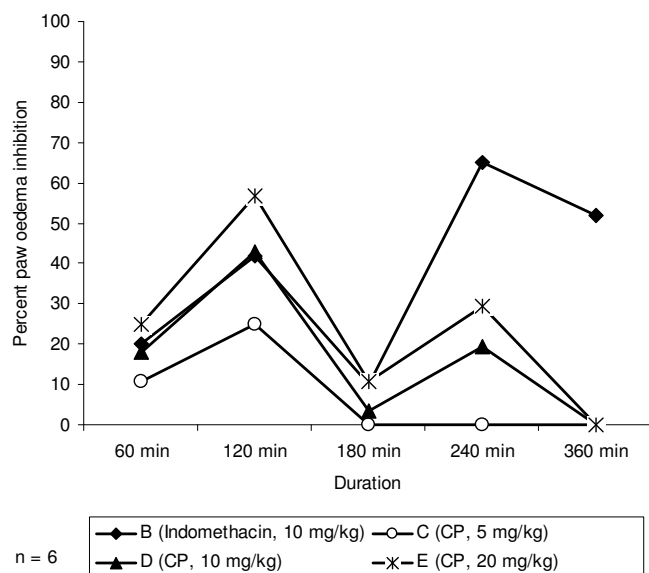 100
90
80
70
60
50
40
30
20
10
0
Percent paw oedema inhibition
60 min 120 min 180 min 240 min 360 min
Duration
n = 6
B (Indomethacin, 10 mg/kg) C (CP, 5 mg/kg)
D (CP, 10 mg/kg) E (CP, 20 mg/kg)